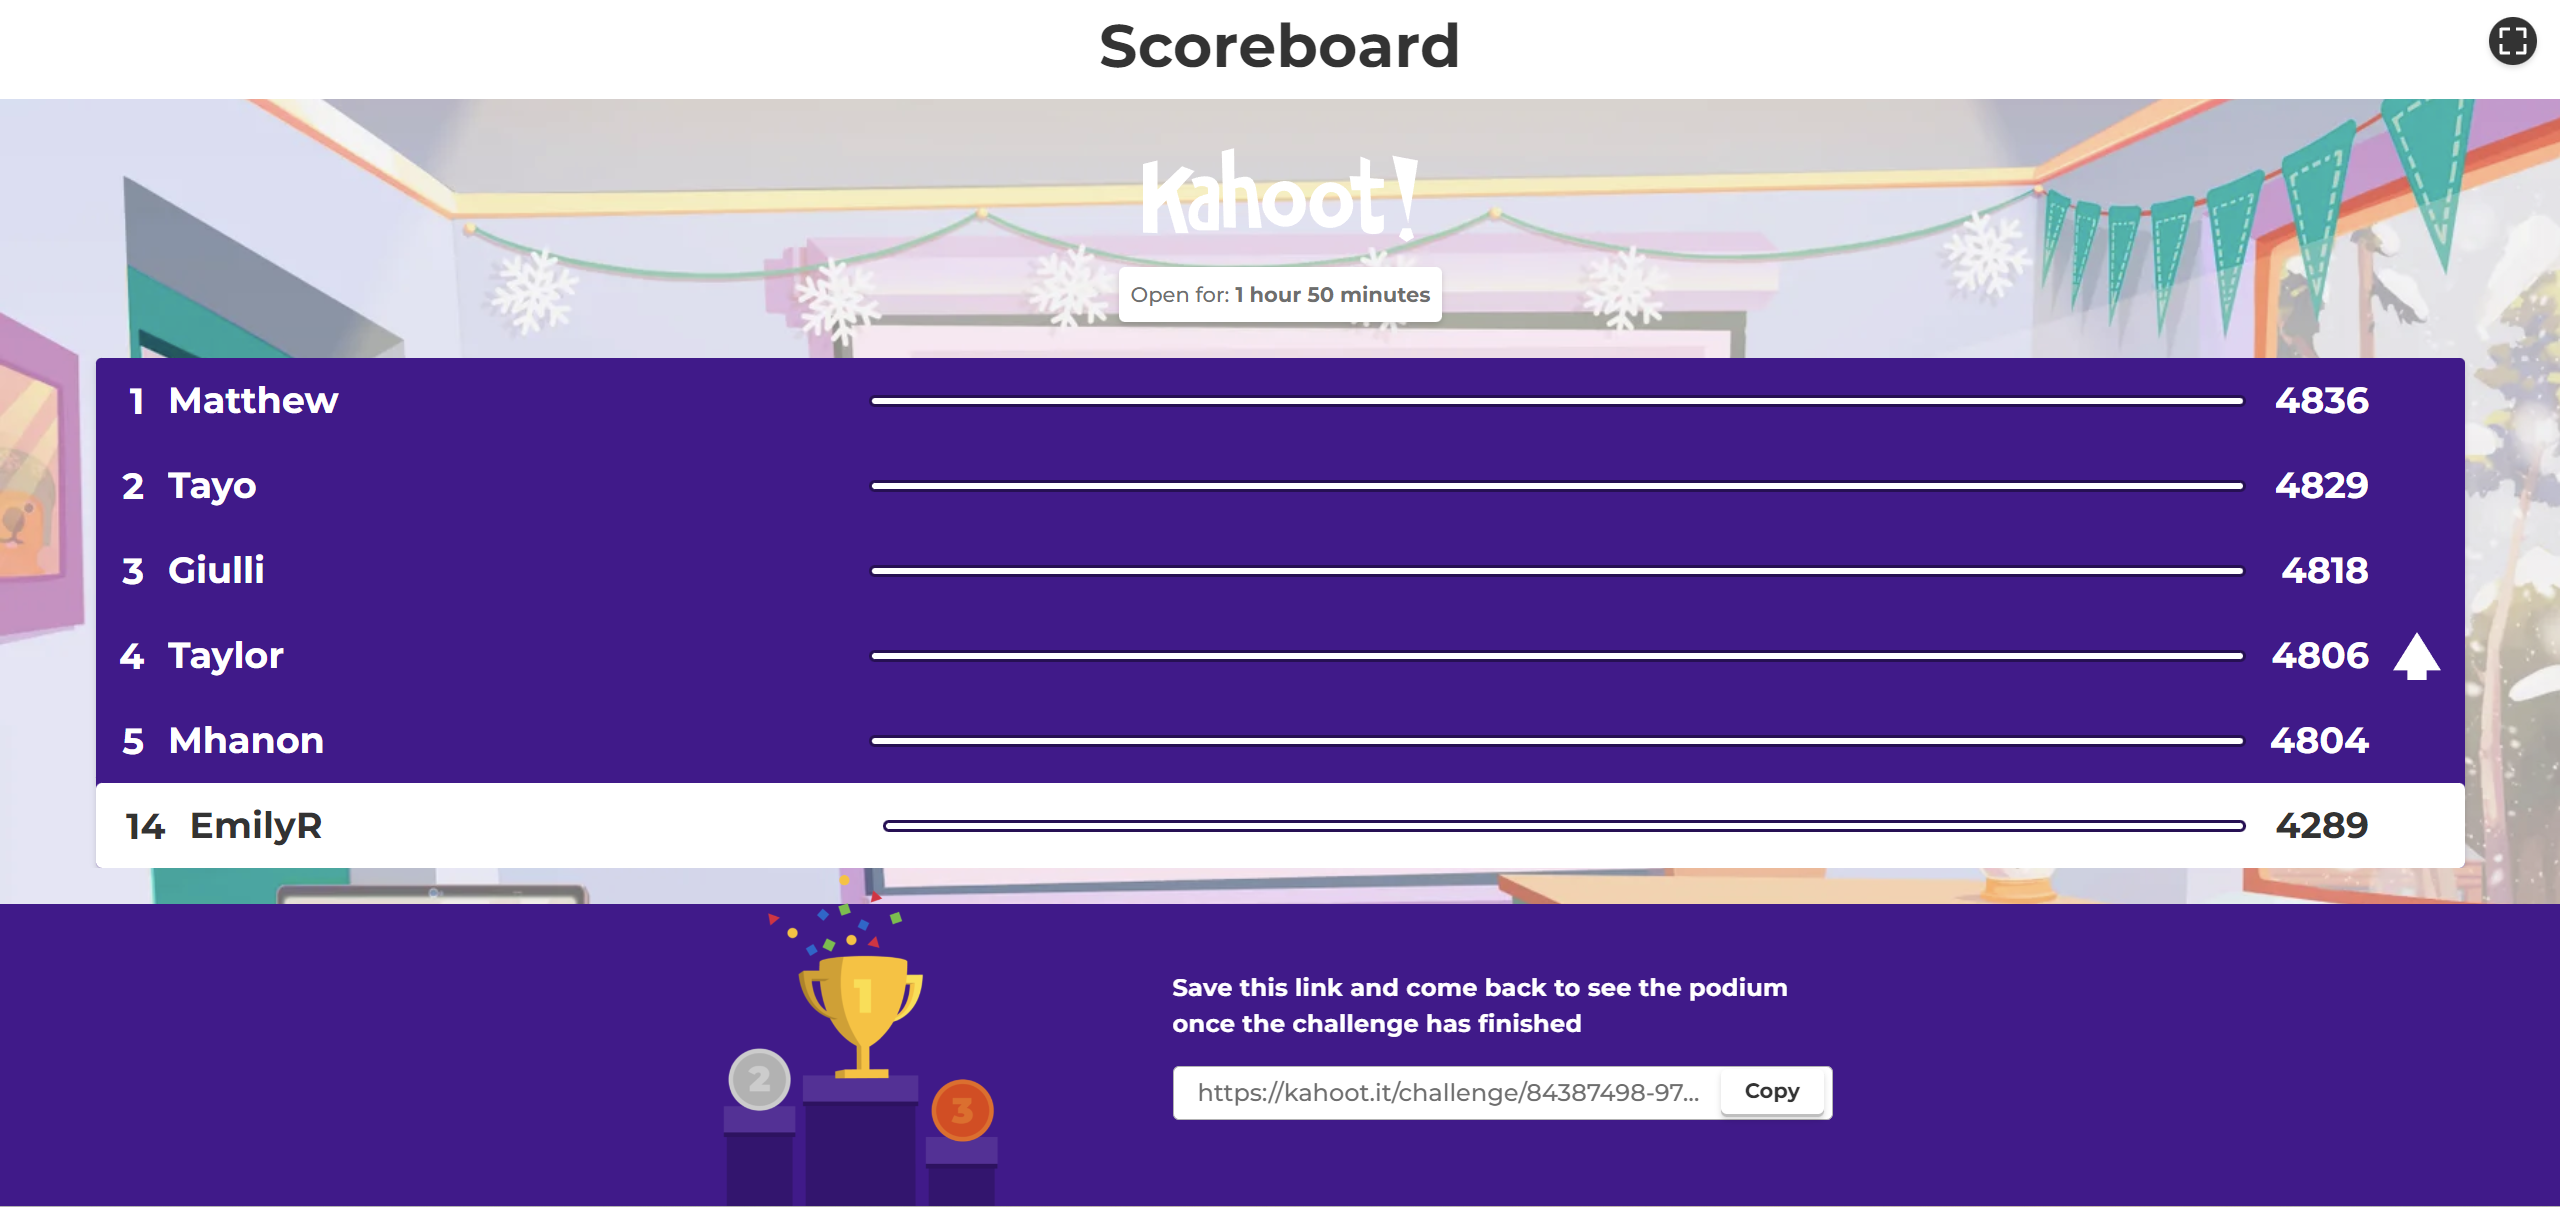 Scoreboard
Kahoot!
Open for: 1 hour 50 minutes
1 Matthew 4836
2 Tayo 4829
3 Giulli 4818
4 Taylor 4806
5 Mhanon 4804
14 EmilyR 4289
1
2
3
Save this link and come back to see the podium
once the challenge has finished
https://kahoot.it/challenge/84387498-97... Copy